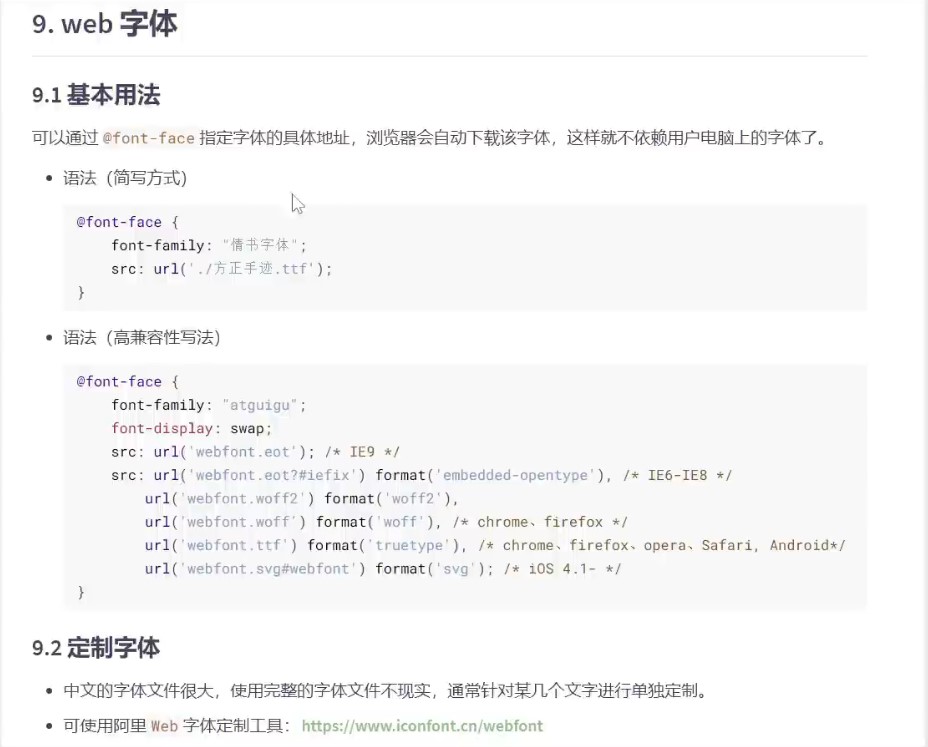 9. web 字体
9.1 基本用法
可以通过 @font-face 指定字体的具体地址，浏览器会自动下载该字体，这样就不依赖用户电脑上的字体了。
• 语法（简写方式）
@font-face {
font-family: "情书字体";
src: url('./方正手迹.ttf');
}
• 语法（高兼容性写法）
@font-face {
font-family: "atguigu";
font-display: swap;
src: url('webfont.eot'); /* IE9 */
src: url('webfont.eot?#iefix') format('embedded-opentype'), /* IE6-IE8 */
url('webfont.woff2') format('woff2'),
url('webfont.woff') format('woff'), /* chrome、firefox */
url('webfont.ttf') format('truetype'), /* chrome、firefox、opera、Safari, Android*/
url('webfont.svg#webfont') format('svg'); /* iOS 4.1- */
}
9.2 定制字体
• 中文的字体文件很大，使用完整的字体文件不现实，通常针对某几个文字进行单独定制。
• 可使用阿里 Web 字体定制工具：https://www.iconfont.cn/webfont